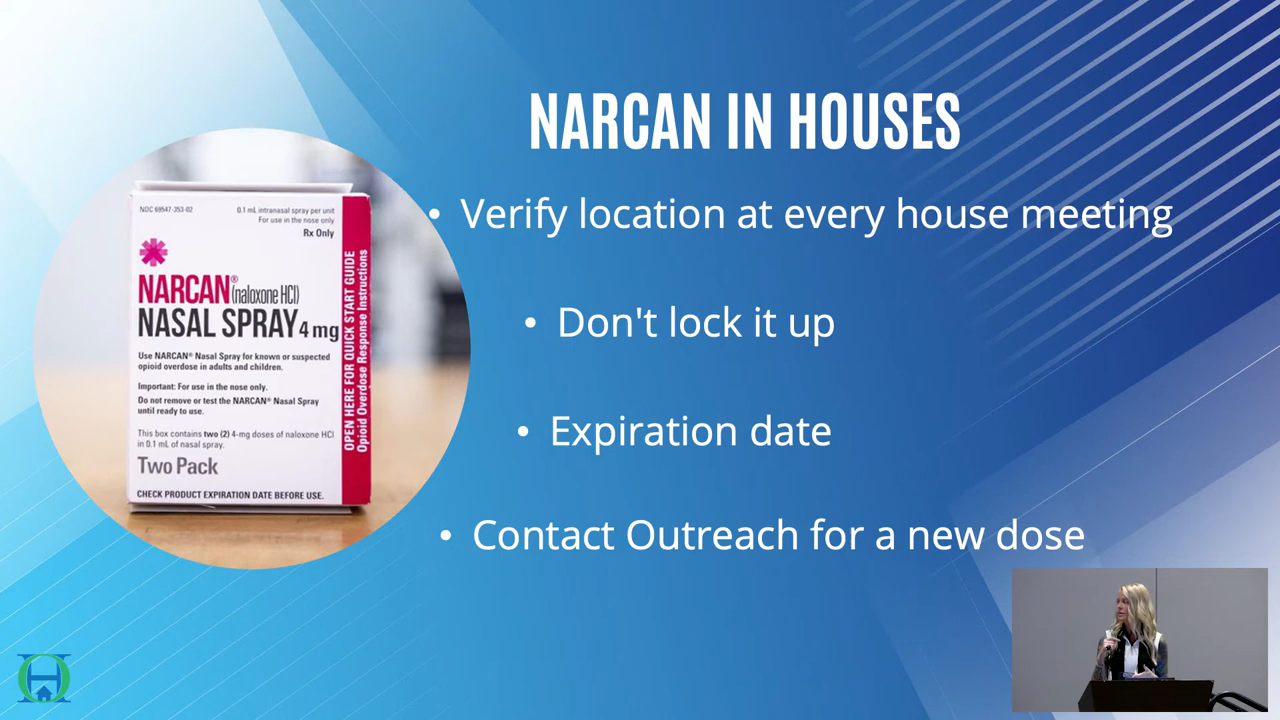 NARCAN IN HOUSES
• Verify location at every house meeting
• Don't lock it up
• Expiration date
• Contact Outreach for a new dose
NDC 69547-353-02
0.1 mL intranasal spray per unit
For use in the nose only
Rx Only
NARCAN® (naloxone HCl)
NASAL SPRAY 4 mg
Use NARCAN® Nasal Spray for known or suspected
opioid overdose in adults and children.
Important: For use in the nose only.
Do not remove or test the NARCAN® Nasal Spray
until ready to use.
This box contains two (2) 4-mg doses of naloxone HCl
in 0.1 mL of nasal spray.
Two Pack
CHECK PRODUCT EXPIRATION DATE BEFORE USE.
OPEN HERE FOR QUICK START GUIDE
Opioid Overdose Response Instructions